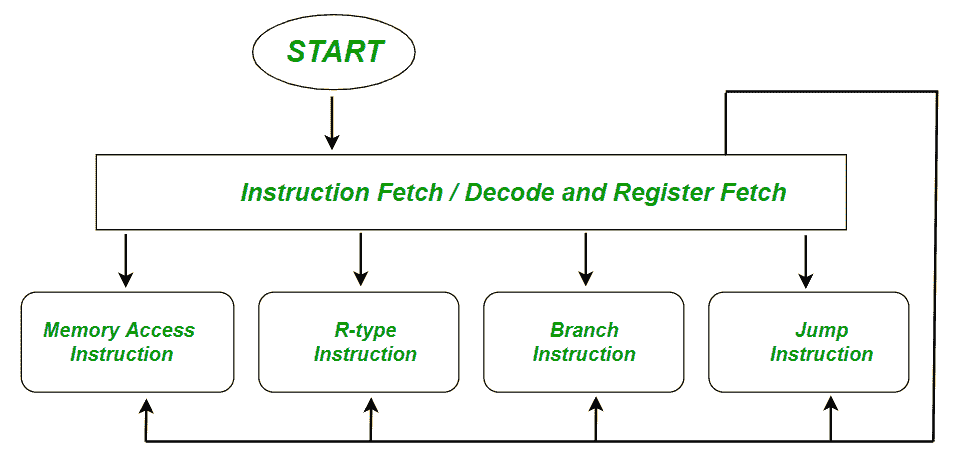 START
Instruction Fetch / Decode and Register Fetch
Memory Access
Instruction
R-type
Instruction
Branch
Instruction
Jump
Instruction